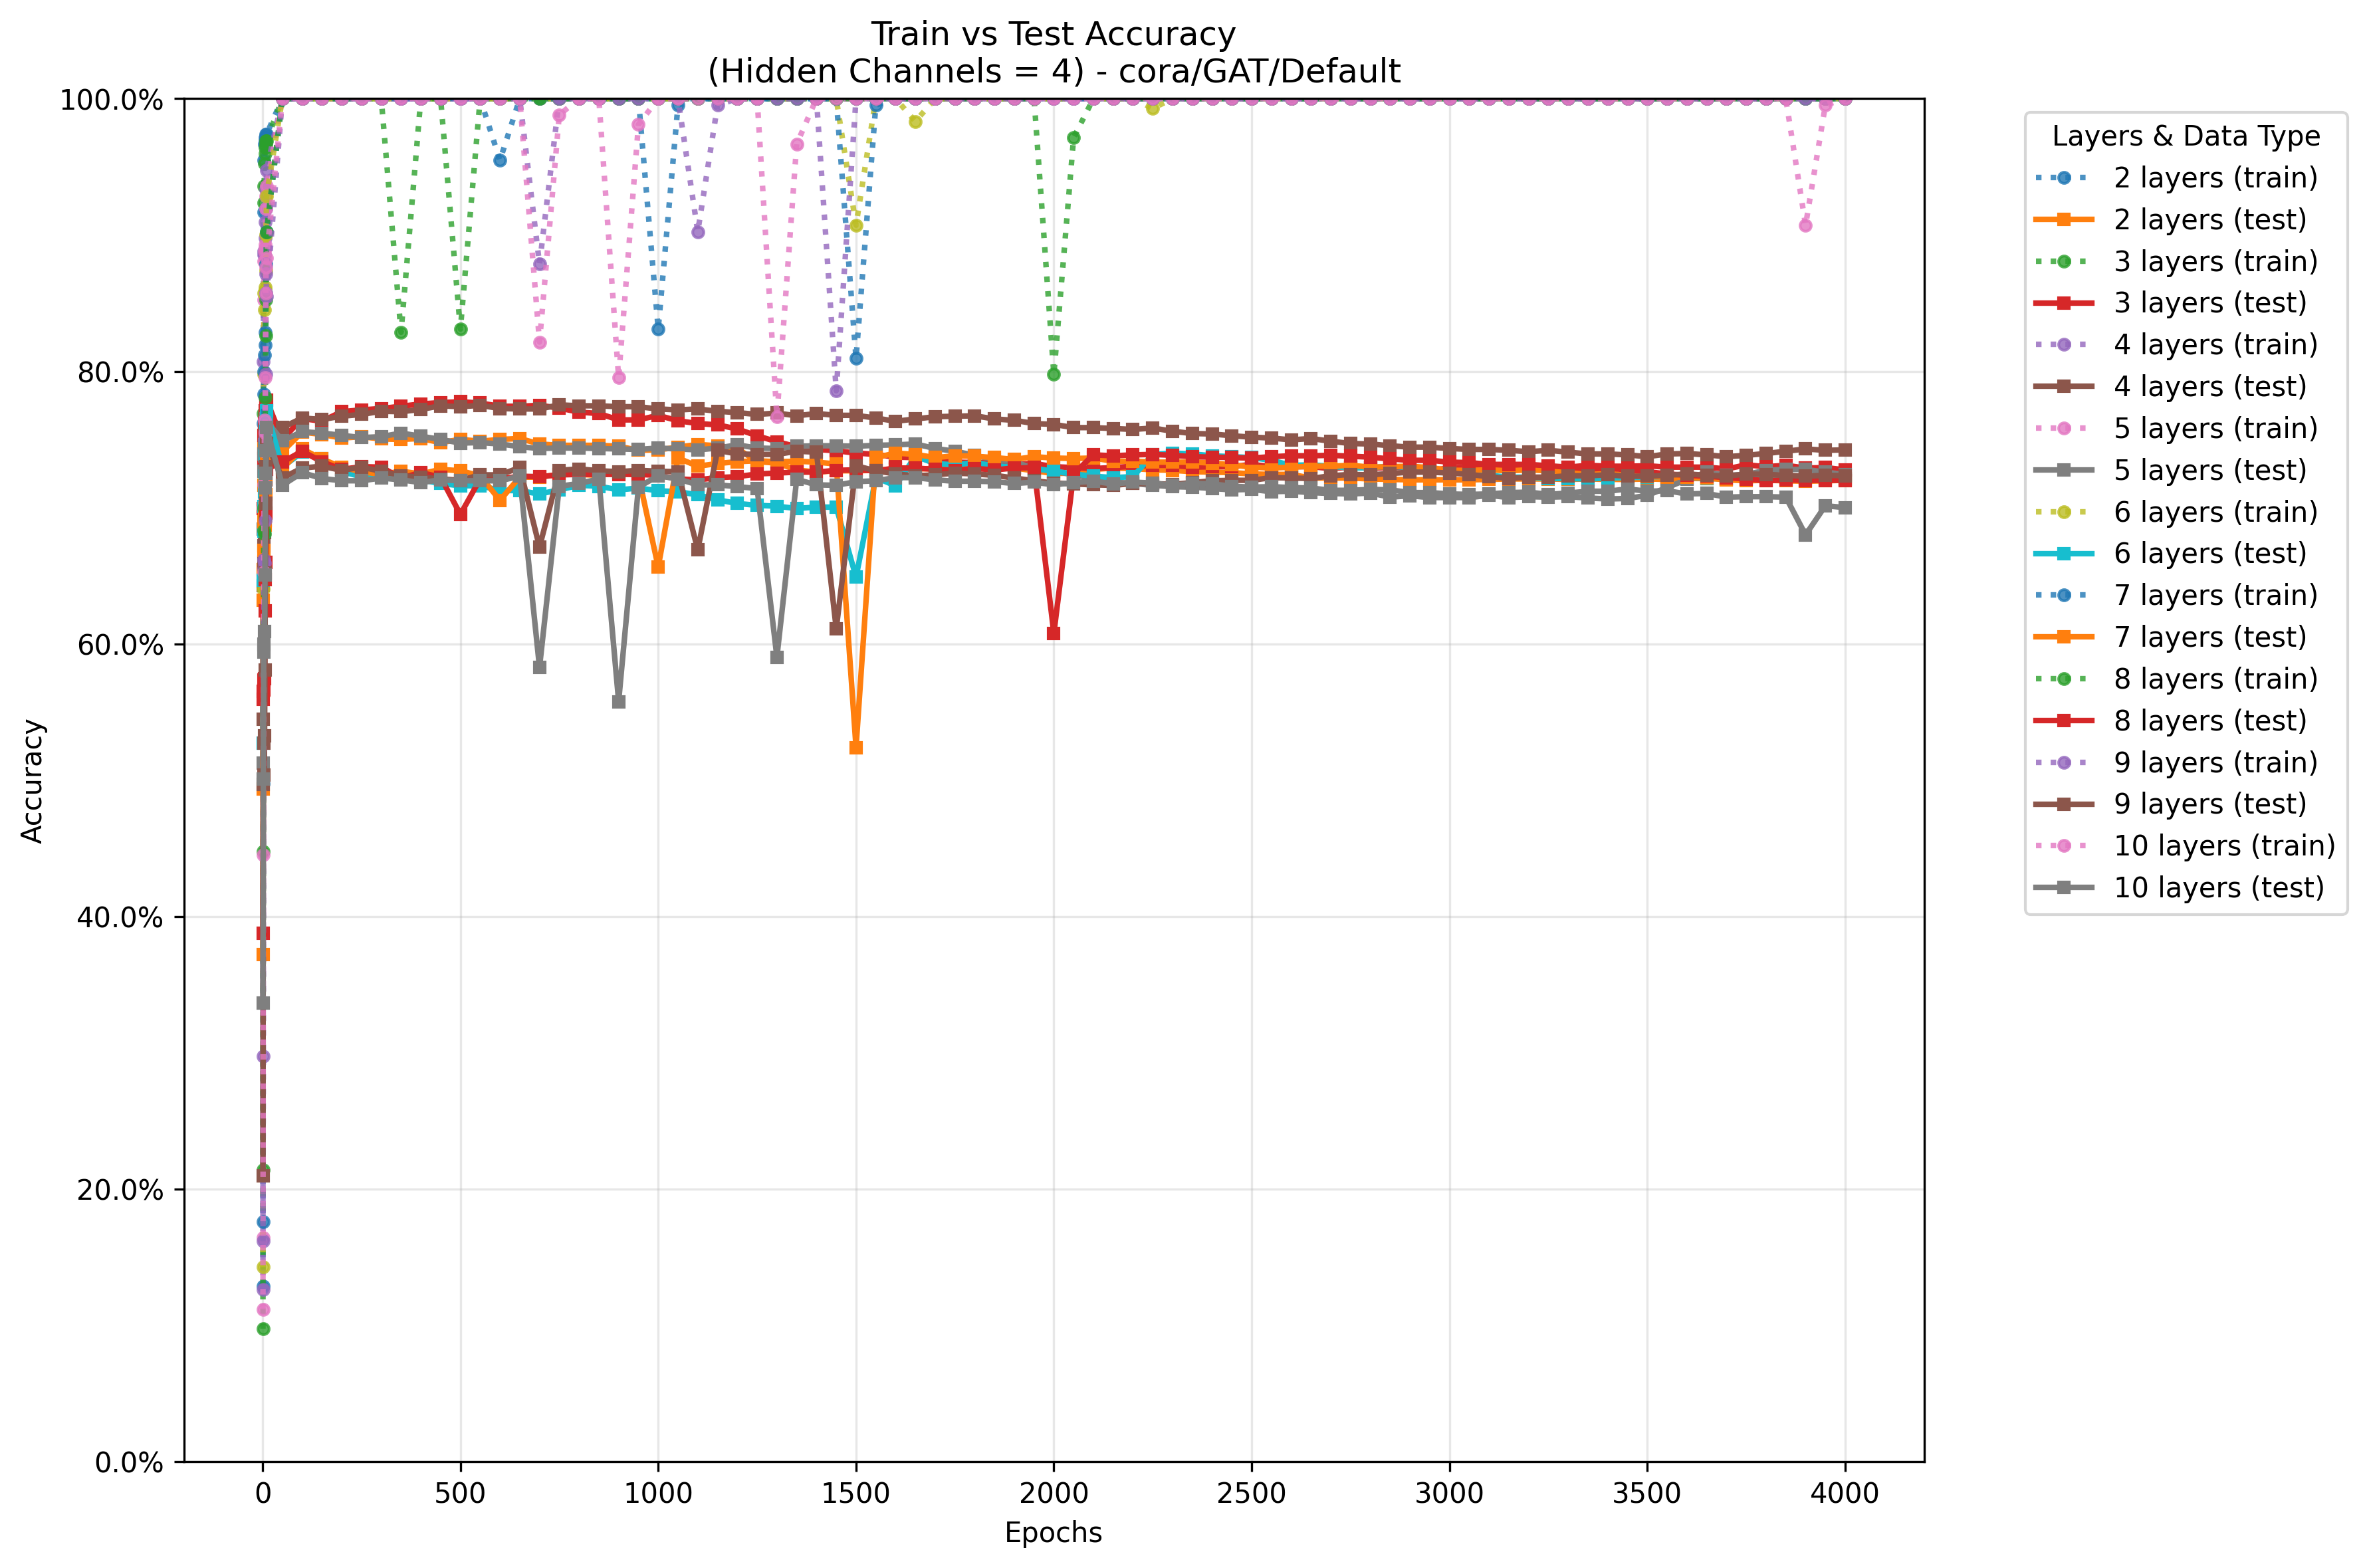 Train vs Test Accuracy
(Hidden Channels = 4) - cora/GAT/Default
100.0%
80.0%
60.0%
40.0%
20.0%
0.0%
Accuracy
0
500
1000
1500
2000
2500
3000
3500
4000
Epochs
Layers & Data Type
2 layers (train)
2 layers (test)
3 layers (train)
3 layers (test)
4 layers (train)
4 layers (test)
5 layers (train)
5 layers (test)
6 layers (train)
6 layers (test)
7 layers (train)
7 layers (test)
8 layers (train)
8 layers (test)
9 layers (train)
9 layers (test)
10 layers (train)
10 layers (test)